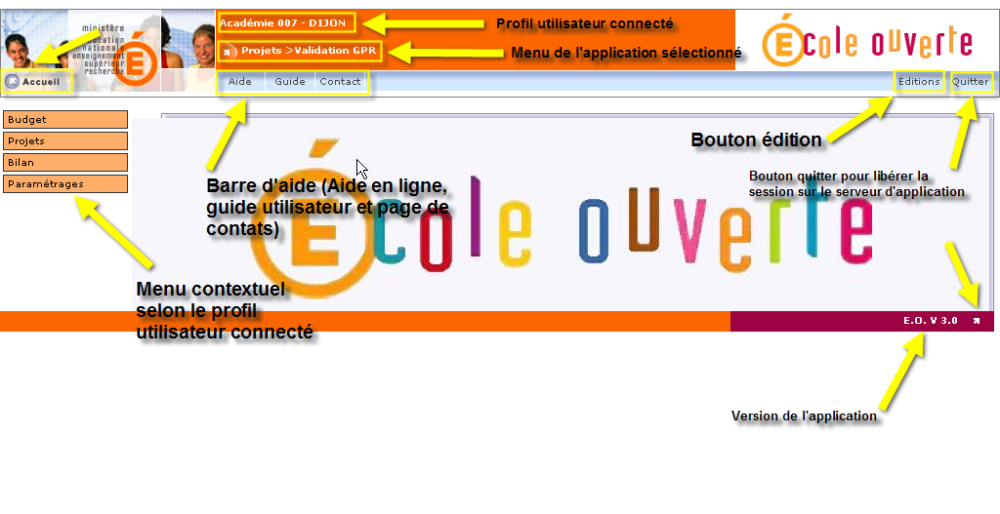 ministère
éducation
nationale
enseignement
supérieur
recherche
Académie 007 - DIJON
Profil utilisateur connecté
Projets >Validation GPR
Menu de l'application sélectionné
École ouverte
Accueil
Aide
Guide
Contact
Editions
Quitter
Budget
Projets
Bilan
Paramétrages
Bouton édition
Bouton quitter pour libérer la
session sur le serveur d'application
Barre d'aide (Aide en ligne,
guide utilisateur et page de
contats)
École ouverte
Menu contextuel
selon le profil
utilisateur connecté
E.O. V 3.0
Version de l'application